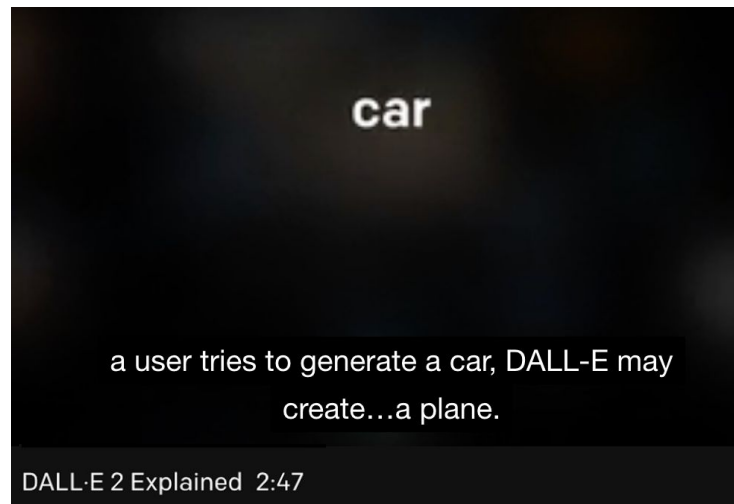 car
a user tries to generate a car, DALL-E may
create...a plane.
DALL·E 2 Explained 2:47